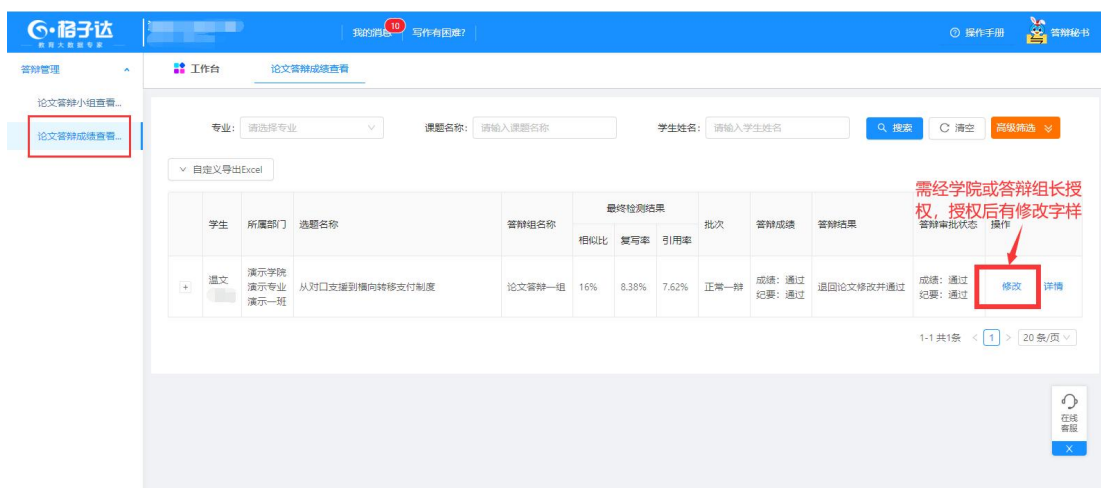 格子达
教育大数据专家
我的消息 10 写作有困难?
操作手册 答辩秘书
答辩管理
论文答辩小组查看...
论文答辩成绩查看...
工作台 论文答辩成绩查看
专业: 请选择专业 课题名称: 请输入课题名称 学生姓名: 请输入学生姓名 搜索 清空 高级筛选
自定义导出Excel
需经学院或答辩组长授
权，授权后有修改字样
学生 所属部门 选题名称 答辩组名称 最终检测结果 批次 答辩成绩 答辩结果 答辩审批状态 操作
相似比 复写率 引用率
温文 演示学院 演示专业 演示一班 从对口支援到横向转移支付制度 论文答辩一组 16% 8.38% 7.62% 正常一辩 成绩：通过 纪要：通过 退回论文修改并通过 成绩：通过 纪要：通过 修改 详情
1-1 共1条 < 1 > 20 条/页
在线
客服
X